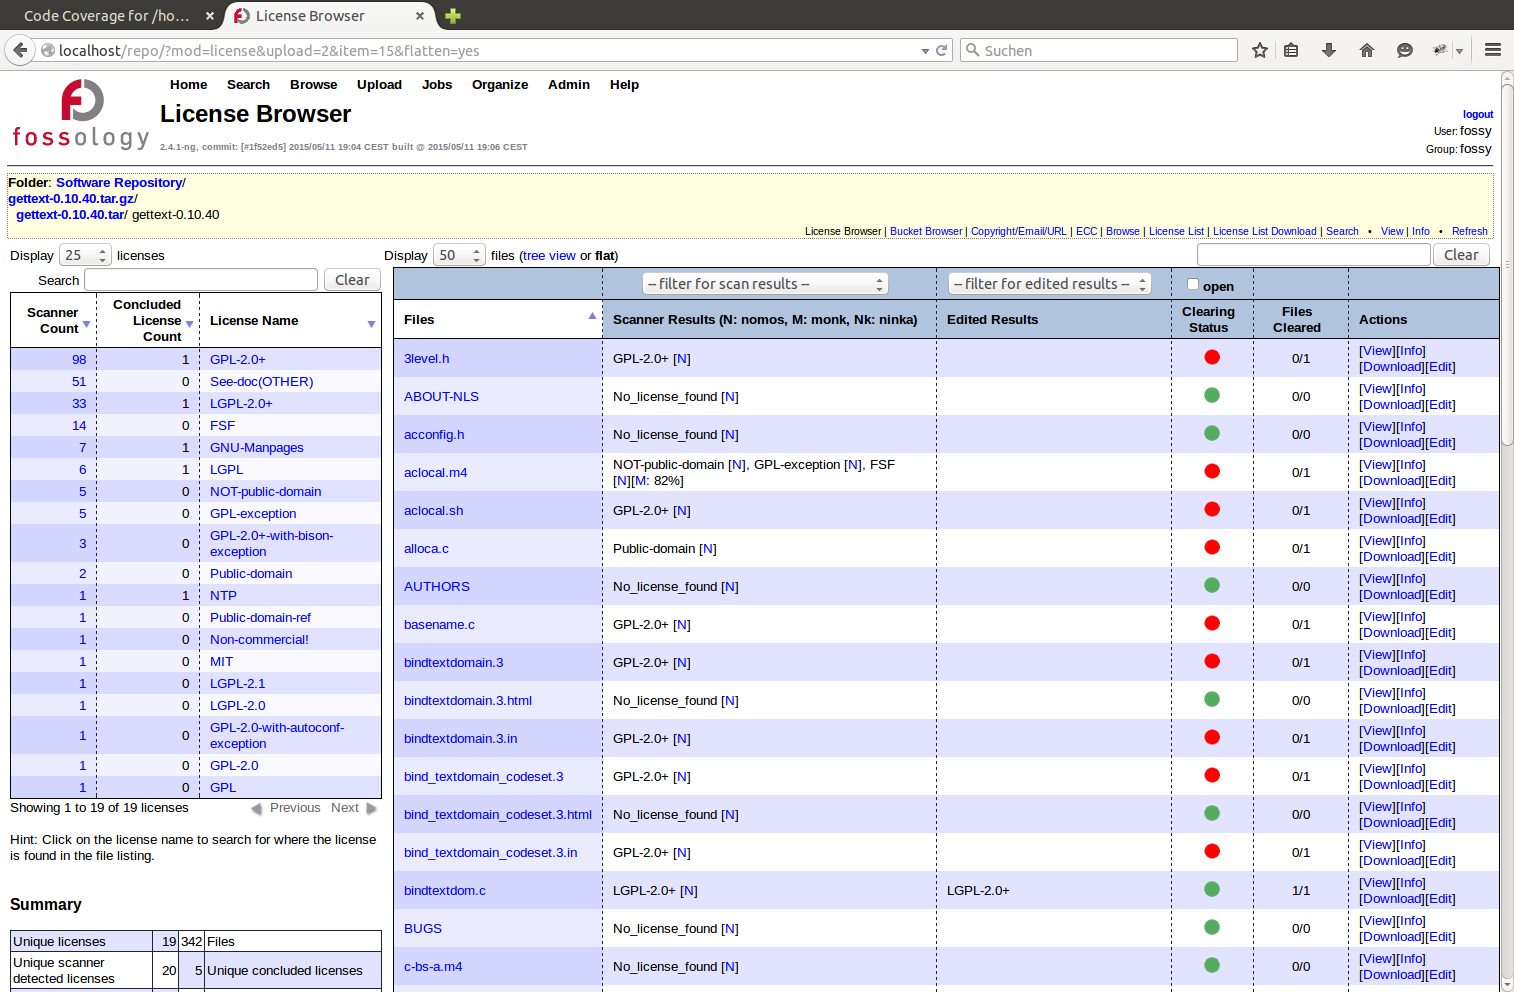 Code Coverage for /ho... × License Browser ×
localhost/repo/?mod=license&upload=2&item=15&flatten=yes
Suchen
fossology
Home Search Browse Upload Jobs Organize Admin Help
License Browser
2.4.1-ng, commit: [#1f52ed5] 2015/05/11 19:04 CEST built @ 2015/05/11 19:06 CEST
logout
User: fossy
Group: fossy
Folder: Software Repository/
gettext-0.10.40.tar.gz/
gettext-0.10.40.tar/ gettext-0.10.40
License Browser | Bucket Browser | Copyright/Email/URL | ECC | Browse | License List | License List Download | Search • View | Info • Refresh
Display 25 licenses
Search Clear
Scanner Count Concluded License Count License Name
98 1 GPL-2.0+
51 0 See-doc(OTHER)
33 1 LGPL-2.0+
14 0 FSF
7 1 GNU-Manpages
6 1 LGPL
5 0 NOT-public-domain
5 0 GPL-exception
3 0 GPL-2.0+-with-bison-
exception
2 0 Public-domain
1 1 NTP
1 0 Public-domain-ref
1 0 Non-commercial!
1 0 MIT
1 0 LGPL-2.1
1 0 LGPL-2.0
1 0 GPL-2.0-with-autoconf-
exception
1 0 GPL-2.0
1 0 GPL
Showing 1 to 19 of 19 licenses Previous Next
Hint: Click on the license name to search for where the license
is found in the file listing.
Summary
Unique licenses 19 342 Files
Unique scanner
detected licenses 20 5 Unique concluded licenses
Display 50 files (tree view or flat) Clear
-- filter for scan results -- -- filter for edited results -- open
Files Scanner Results (N: nomos, M: monk, Nk: ninka) Edited Results Clearing Status Files Cleared Actions
3level.h GPL-2.0+ [N] 0/1 [View][Info]
[Download][Edit]
ABOUT-NLS No_license_found [N] 0/0 [View][Info]
[Download][Edit]
acconfig.h No_license_found [N] 0/0 [View][Info]
[Download][Edit]
aclocal.m4 NOT-public-domain [N], GPL-exception [N], FSF
[N][M: 82%] 0/1 [View][Info]
[Download][Edit]
aclocal.sh GPL-2.0+ [N] 0/1 [View][Info]
[Download][Edit]
alloca.c Public-domain [N] 0/1 [View][Info]
[Download][Edit]
AUTHORS No_license_found [N] 0/0 [View][Info]
[Download][Edit]
basename.c GPL-2.0+ [N] 0/1 [View][Info]
[Download][Edit]
bindtextdomain.3 GPL-2.0+ [N] 0/1 [View][Info]
[Download][Edit]
bindtextdomain.3.html No_license_found [N] 0/0 [View][Info]
[Download][Edit]
bindtextdomain.3.in GPL-2.0+ [N] 0/1 [View][Info]
[Download][Edit]
bind_textdomain_codeset.3 GPL-2.0+ [N] 0/1 [View][Info]
[Download][Edit]
bind_textdomain_codeset.3.html No_license_found [N] 0/0 [View][Info]
[Download][Edit]
bind_textdomain_codeset.3.in GPL-2.0+ [N] 0/1 [View][Info]
[Download][Edit]
bindtextdom.c LGPL-2.0+ [N] LGPL-2.0+ 1/1 [View][Info]
[Download][Edit]
BUGS No_license_found [N] 0/0 [View][Info]
[Download][Edit]
c-bs-a.m4 No_license_found [N] 0/0 [View][Info]
[Download][Edit]